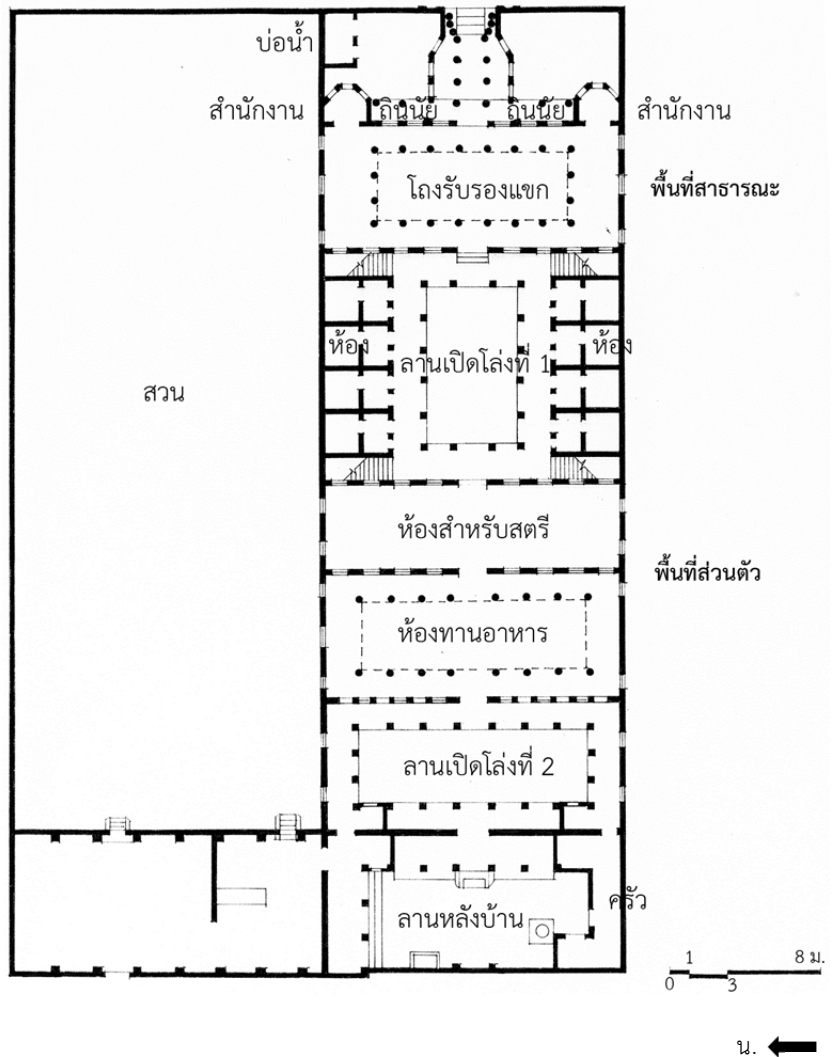 บ่อน้ำ
สำนักงาน
ถินนัย
ถินนัย
สำนักงาน
โถงรับรองแขก
พื้นที่สาธารณะ
ห้อง
ลานเปิดโล่งที่ 1
ห้อง
สวน
ห้องสำหรับสตรี
พื้นที่ส่วนตัว
ห้องทานอาหาร
ลานเปิดโล่งที่ 2
ครัว
ลานหลังบ้าน
1 8 ม.
0 3
น.